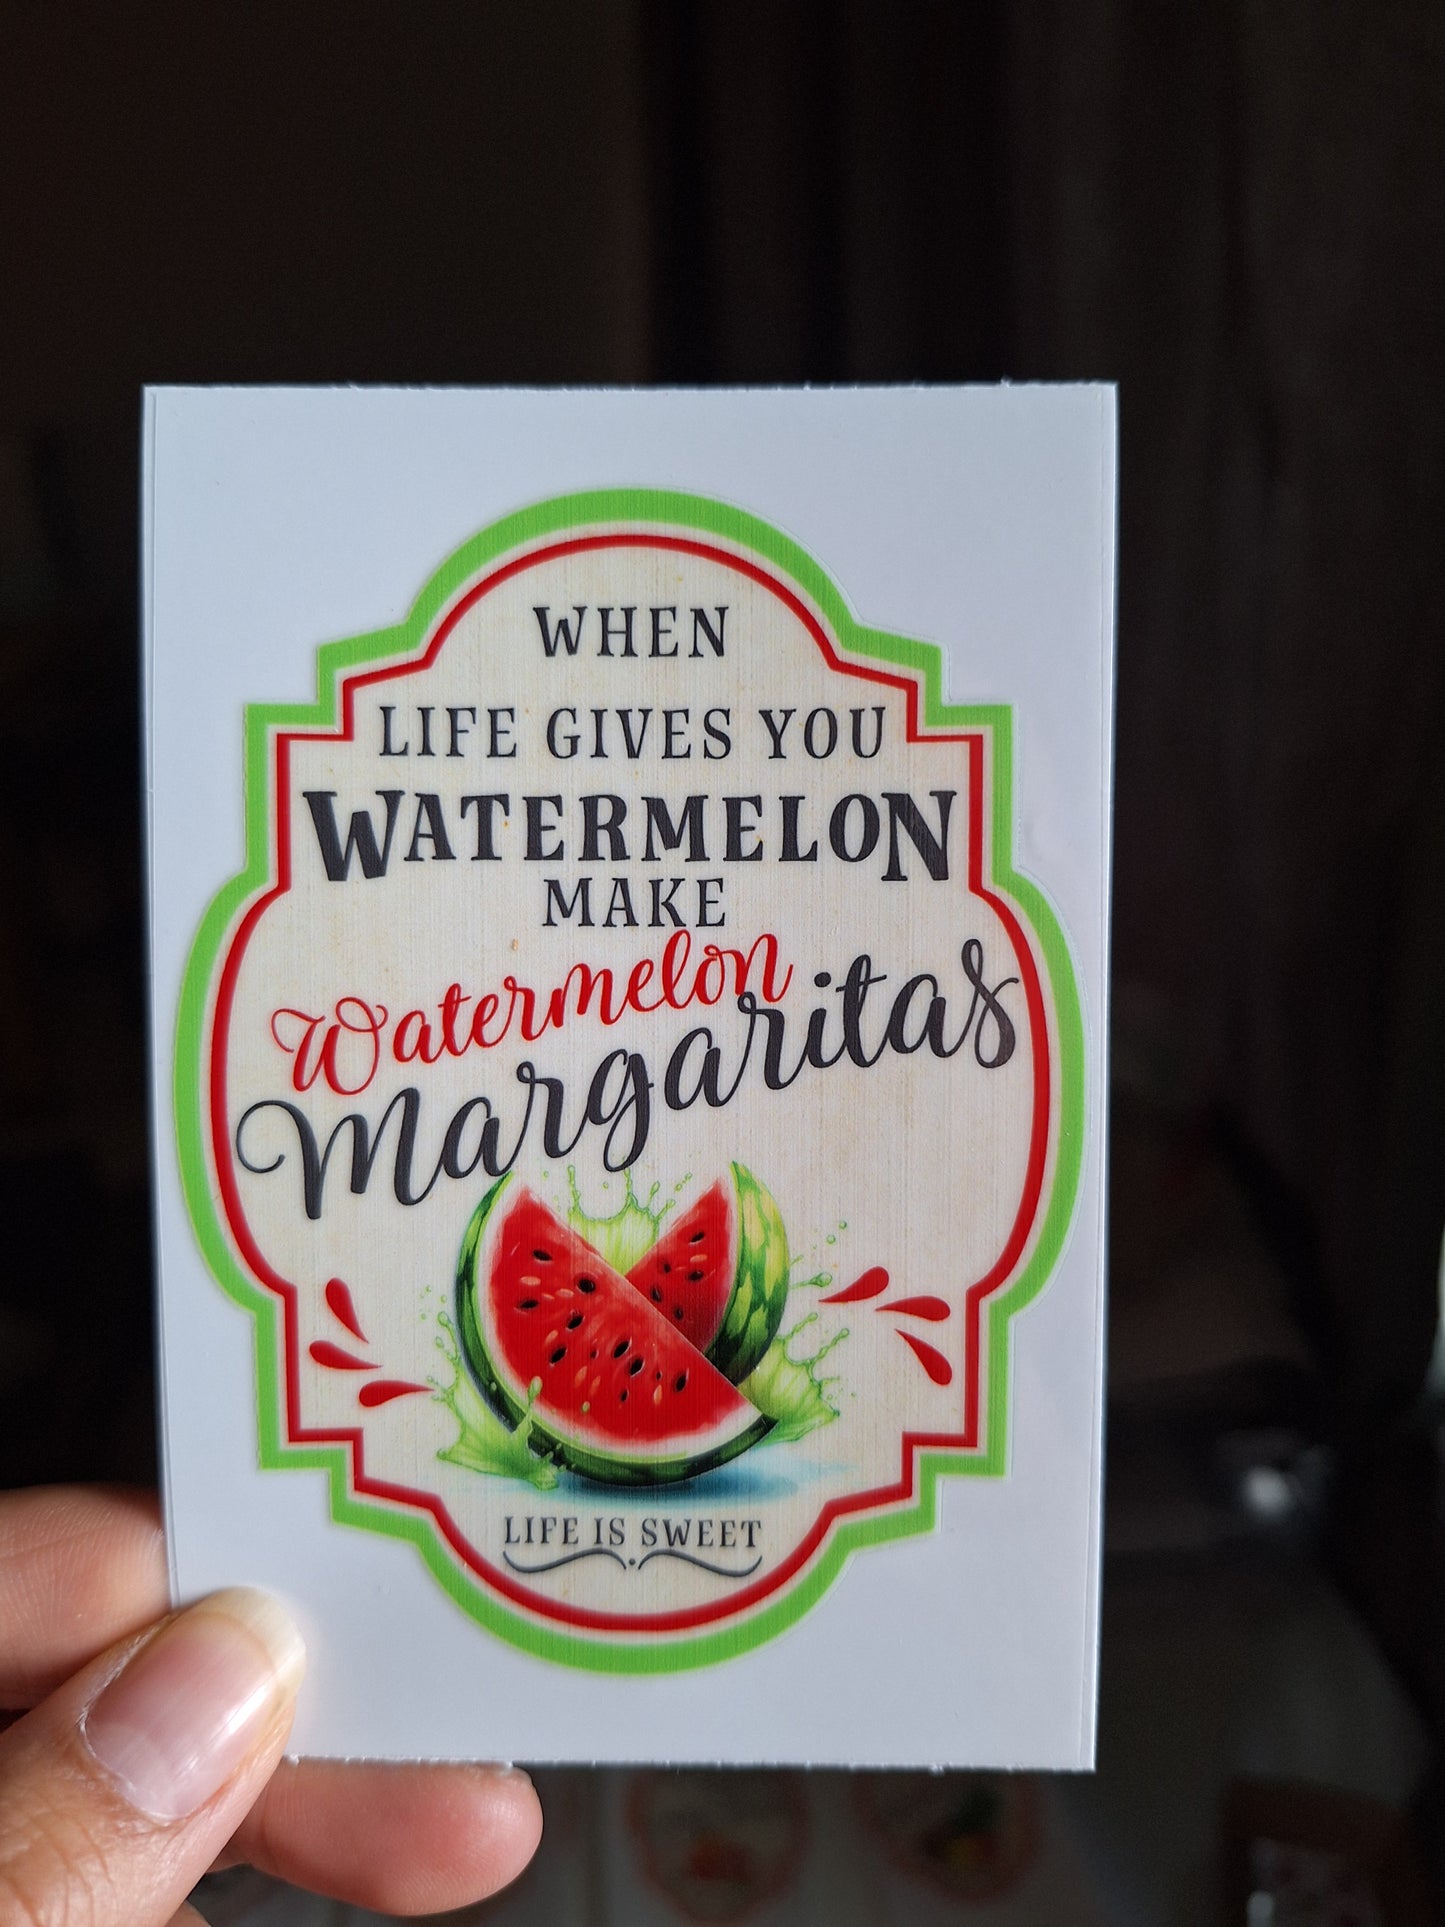 WHEN
LIFE GIVES YOU
WATERMELON
MAKE
Watermelon
Margaritas
LIFE IS SWEET